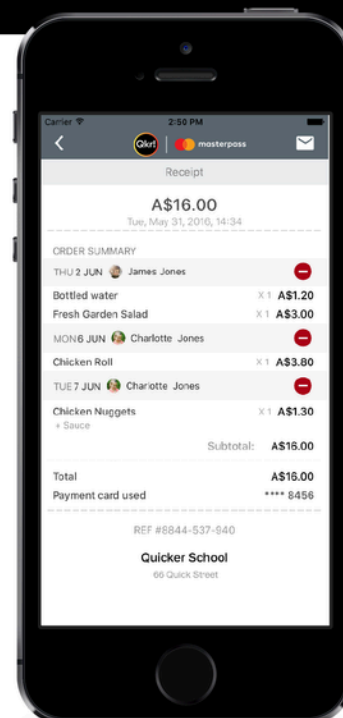 Carrier 2:50 PM
Qkr! masterpass
Receipt
A$16.00
Tue, May 31, 2016, 14:34
ORDER SUMMARY
THU 2 JUN James Jones
Bottled water X 1 A$1.20
Fresh Garden Salad X 1 A$3.00
MON 6 JUN Charlotte Jones
Chicken Roll X 1 A$3.80
TUE 7 JUN Charlotte Jones
Chicken Nuggets X 1 A$1.30
+ Sauce
Subtotal: A$16.00
Total A$16.00
Payment card used **** 8456
REF #8844-537-940
Quicker School
66 Quick Street